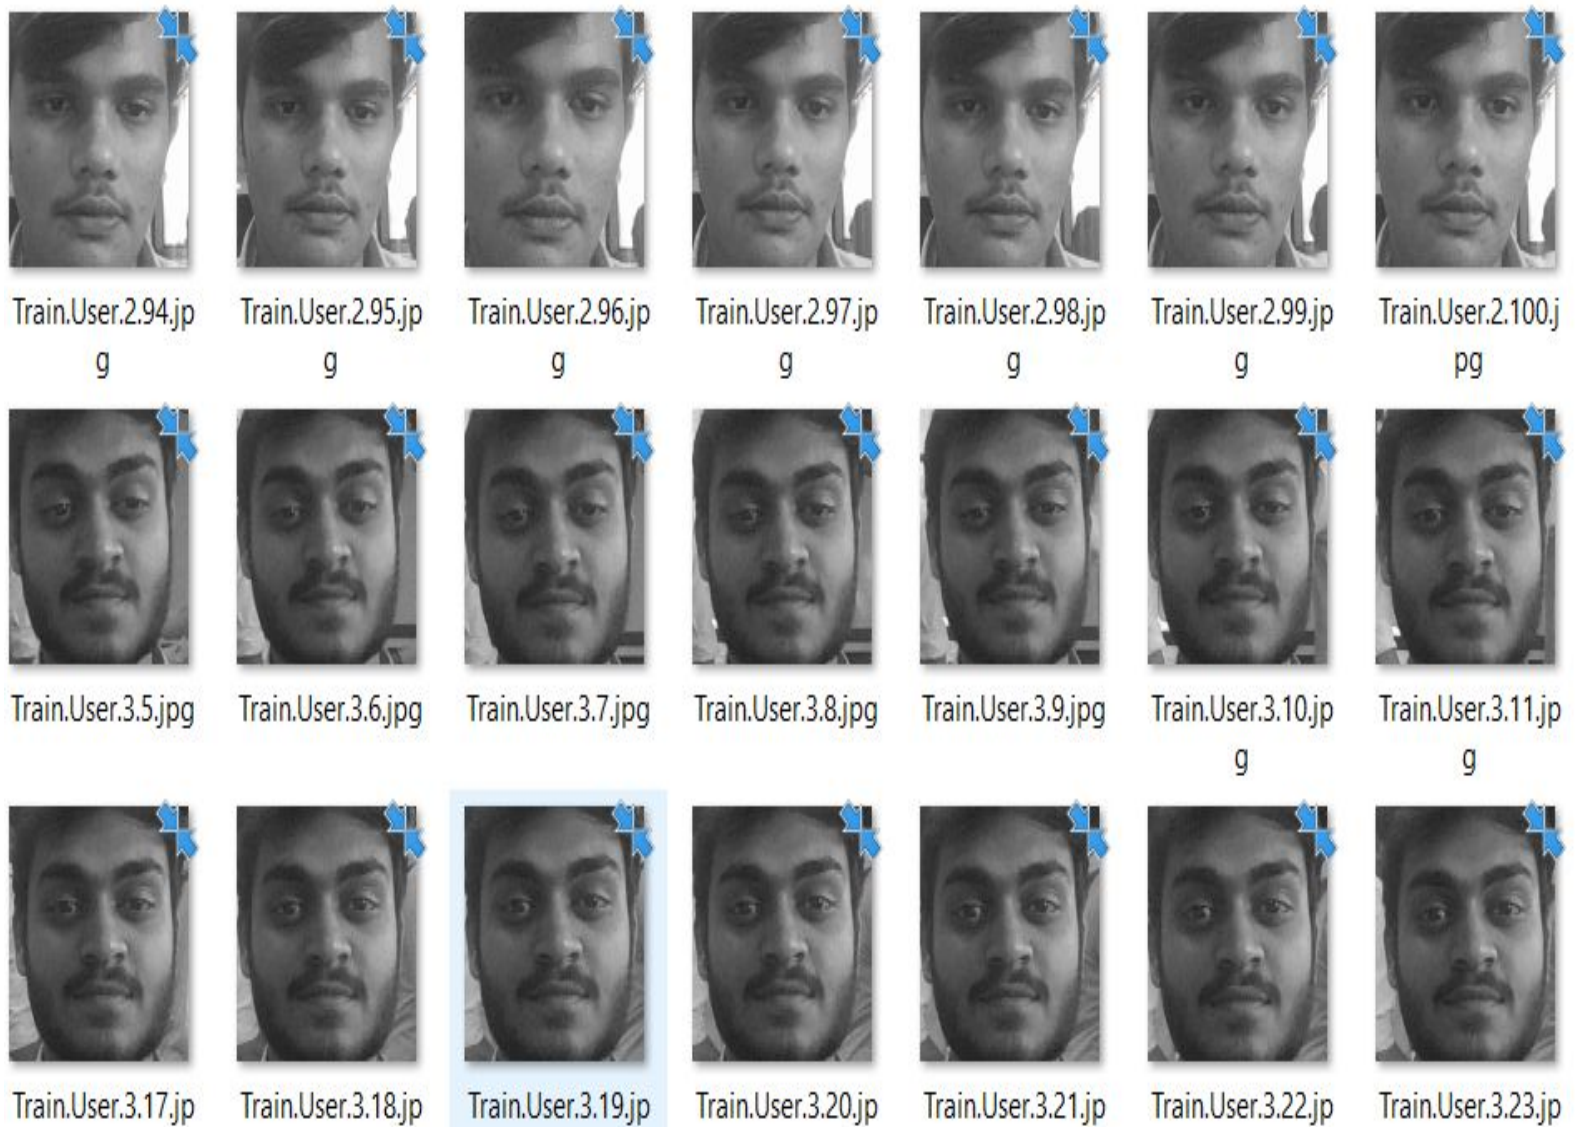 Train.User.2.94.jp
g
Train.User.2.95.jp
g
Train.User.2.96.jp
g
Train.User.2.97.jp
g
Train.User.2.98.jp
g
Train.User.2.99.jp
g
Train.User.2.100.j
pg
Train.User.3.5.jpg
Train.User.3.6.jpg
Train.User.3.7.jpg
Train.User.3.8.jpg
Train.User.3.9.jpg
Train.User.3.10.jp
g
Train.User.3.11.jp
g
Train.User.3.17.jp
Train.User.3.18.jp
Train.User.3.19.jp
Train.User.3.20.jp
Train.User.3.21.jp
Train.User.3.22.jp
Train.User.3.23.jp